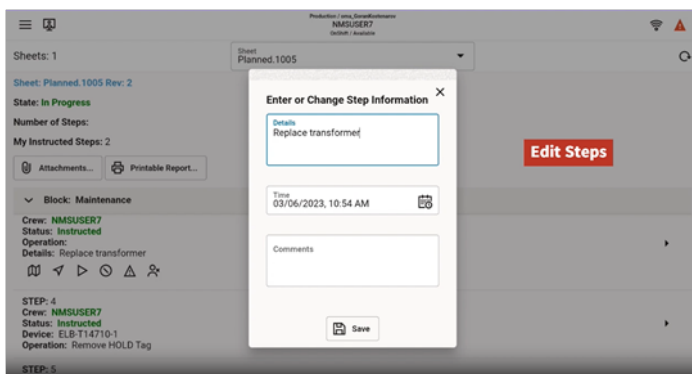 Production / oma_GoranKostenarov
NMSUSER7
OnShift / Available
Sheets: 1
Sheet
Planned.1005
Sheet: Planned.1005 Rev: 2
State: In Progress
Number of Steps:
My Instructed Steps: 2
Attachments...
Printable Report...
Block: Maintenance
Crew: NMSUSER7
Status: Instructed
Operation:
Details: Replace transformer
STEP: 4
Crew: NMSUSER7
Status: Instructed
Device: ELB-T14710-1
Operation: Remove HOLD Tag
STEP: 5
Enter or Change Step Information
Details
Replace transformer
Time
03/06/2023, 10:54 AM
Comments
Save
Edit Steps